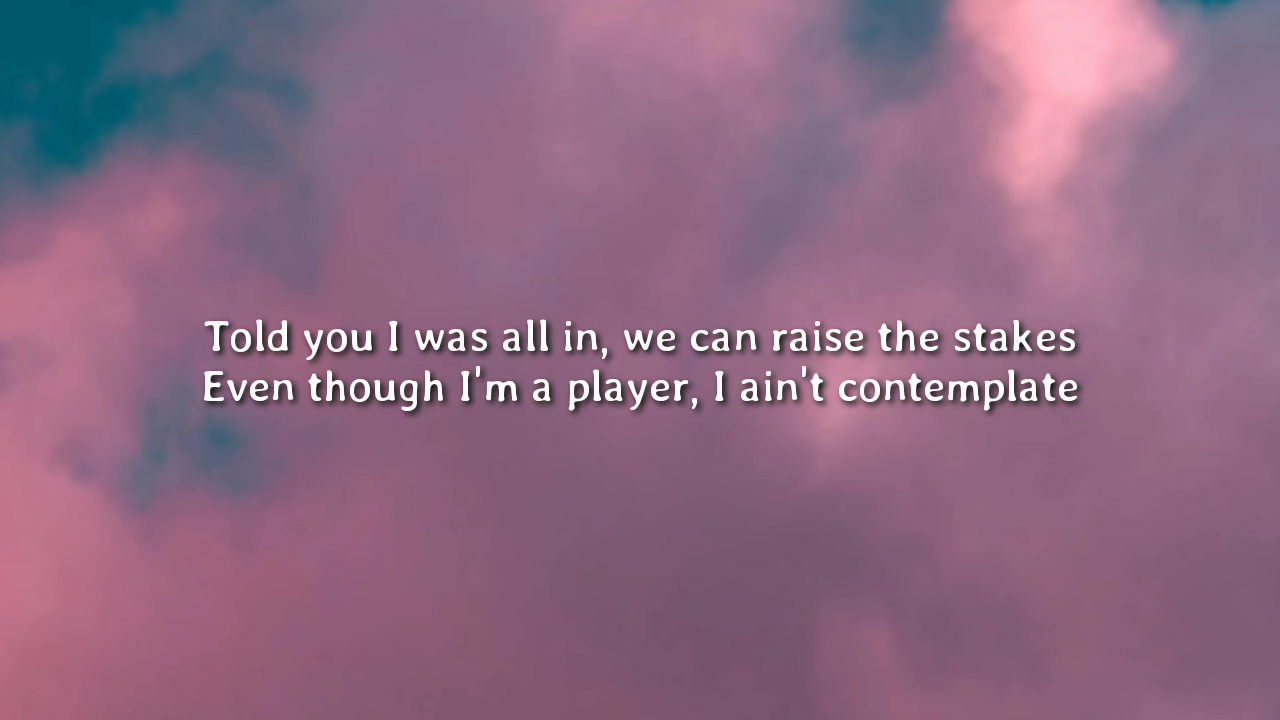 Told you I was all in, we can raise the stakes
Even though I'm a player, I ain't contemplate